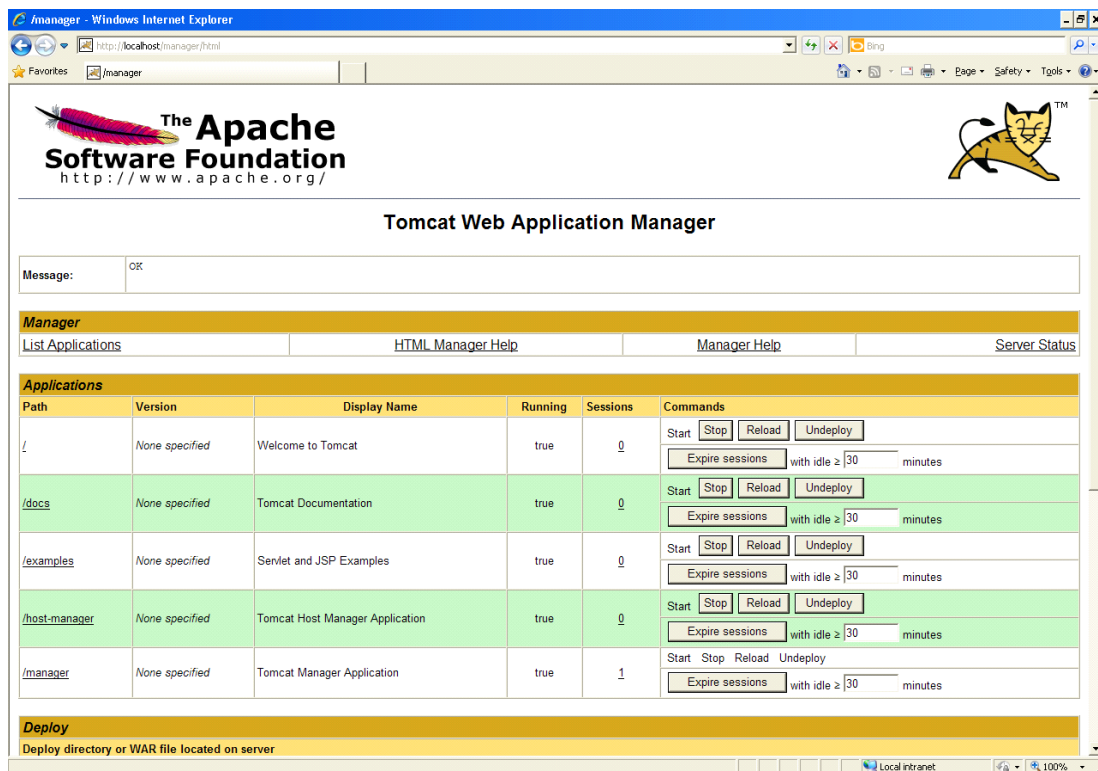 /manager - Windows Internet Explorer
http://localhost/manager/html
Bing
Favorites /manager
Page Safety Tools
The Apache
Software Foundation
http://www.apache.org/
TM
Tomcat Web Application Manager
Message: OK
Manager
List Applications HTML Manager Help Manager Help Server Status
Applications
Path Version Display Name Running Sessions Commands
/ None specified Welcome to Tomcat true 0 Start Stop Reload Undeploy
Expire sessions with idle ≥ 30 minutes
/docs None specified Tomcat Documentation true 0 Start Stop Reload Undeploy
Expire sessions with idle ≥ 30 minutes
/examples None specified Servlet and JSP Examples true 0 Start Stop Reload Undeploy
Expire sessions with idle ≥ 30 minutes
/host-manager None specified Tomcat Host Manager Application true 0 Start Stop Reload Undeploy
Expire sessions with idle ≥ 30 minutes
/manager None specified Tomcat Manager Application true 1 Start Stop Reload Undeploy
Expire sessions with idle ≥ 30 minutes
Deploy
Deploy directory or WAR file located on server
Local intranet 100%